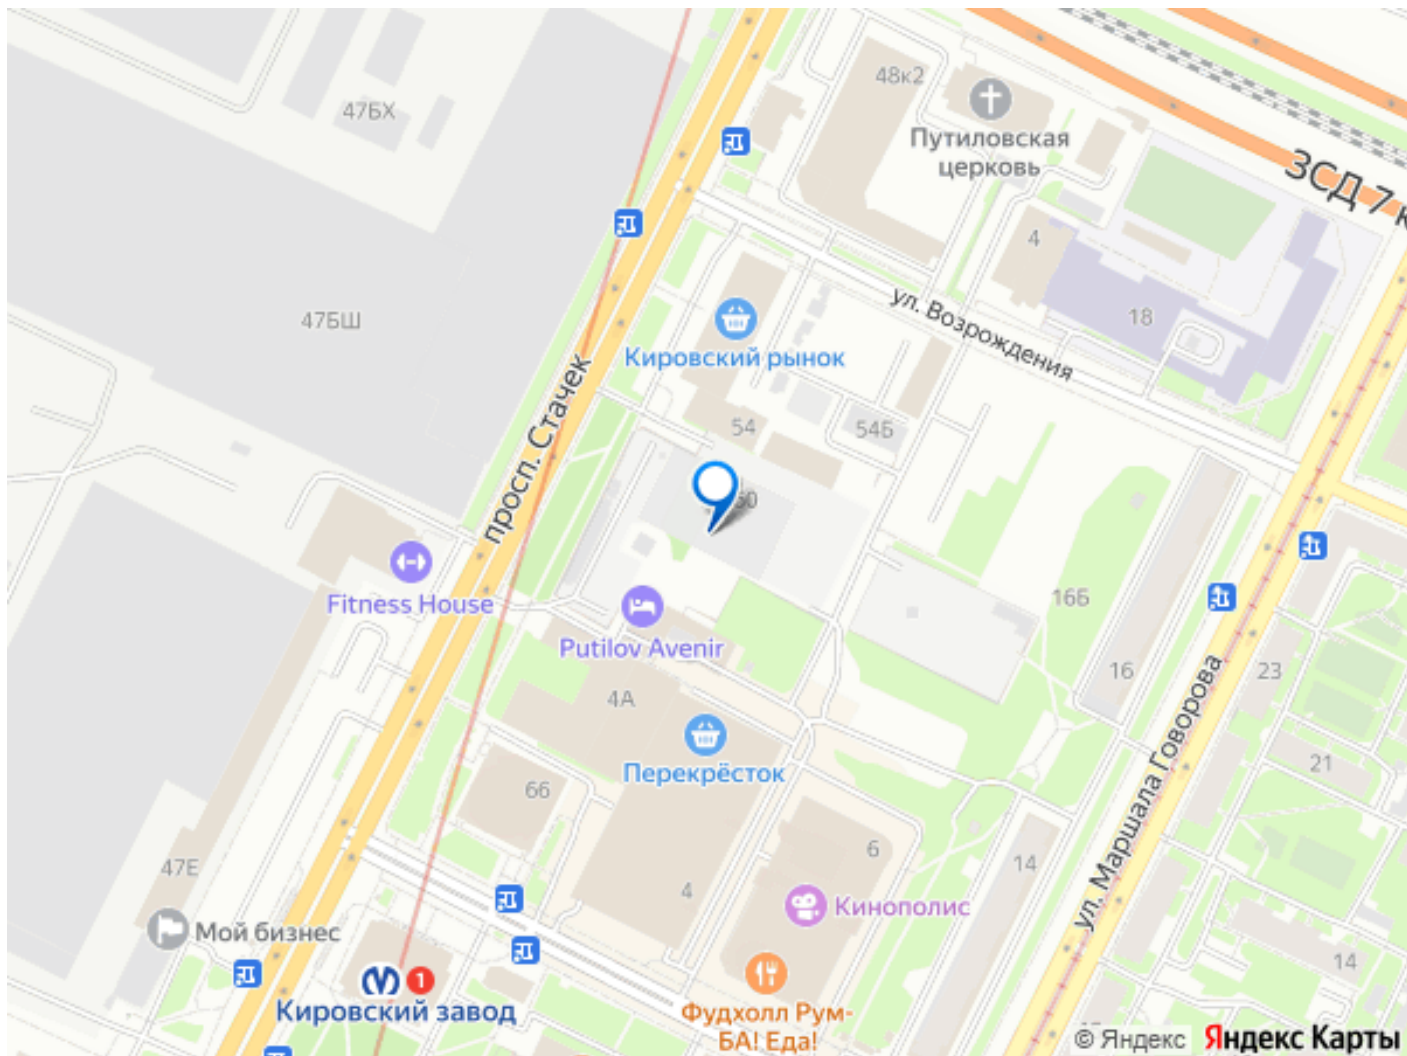 48к2
47БХ
Путиловская
церковь
ЗСД 7 к
4
47БШ
ул. Возрождения
18
Кировский рынок
просп. Стачек
54
54Б
Fitness House
16Б
Putilov Avenir
16
23
4А
ул. Маршала Говорова
Перекрёсток
21
66
6
14
47Е
4
Кинополис
Мой бизнес
14
1
Кировский завод
Фудхолл Рум-
БА! Еда!
© Яндекс Яндекс Карты